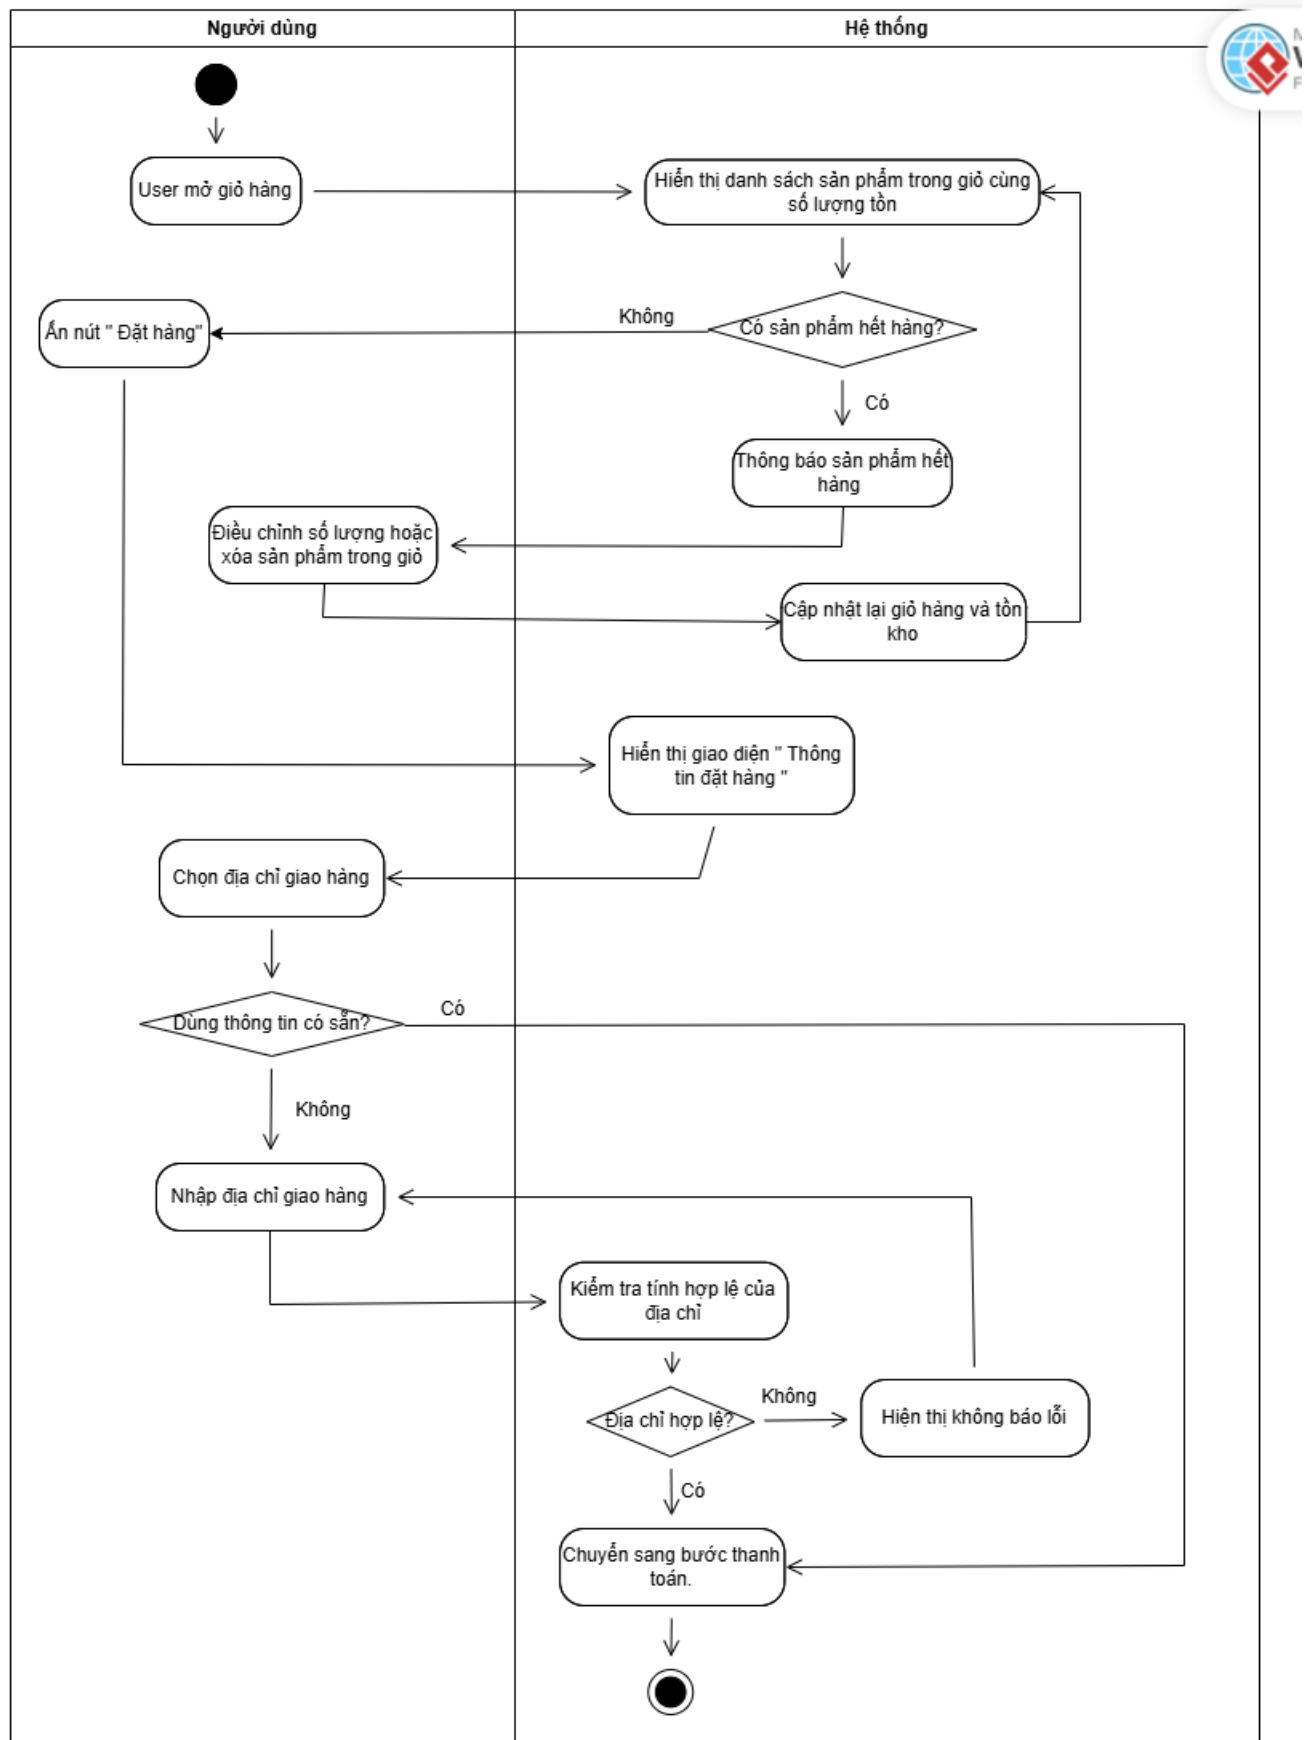 Người dùng
Hệ thống
M
V
F
User mở giỏ hàng
Hiển thị danh sách sản phẩm trong giỏ cùng
số lượng tồn
Ấn nút " Đặt hàng"
Không
Có sản phẩm hết hàng?
Có
Thông báo sản phẩm hết
hàng
Điều chỉnh số lượng hoặc
xóa sản phẩm trong giỏ
Cập nhật lại giỏ hàng và tồn
kho
Hiển thị giao diện " Thông
tin đặt hàng "
Chọn địa chỉ giao hàng
Dùng thông tin có sẵn?
Có
Không
Nhập địa chỉ giao hàng
Kiểm tra tính hợp lệ của
địa chỉ
Địa chỉ hợp lệ?
Không
Hiện thị không báo lỗi
Có
Chuyển sang bước thanh
toán.